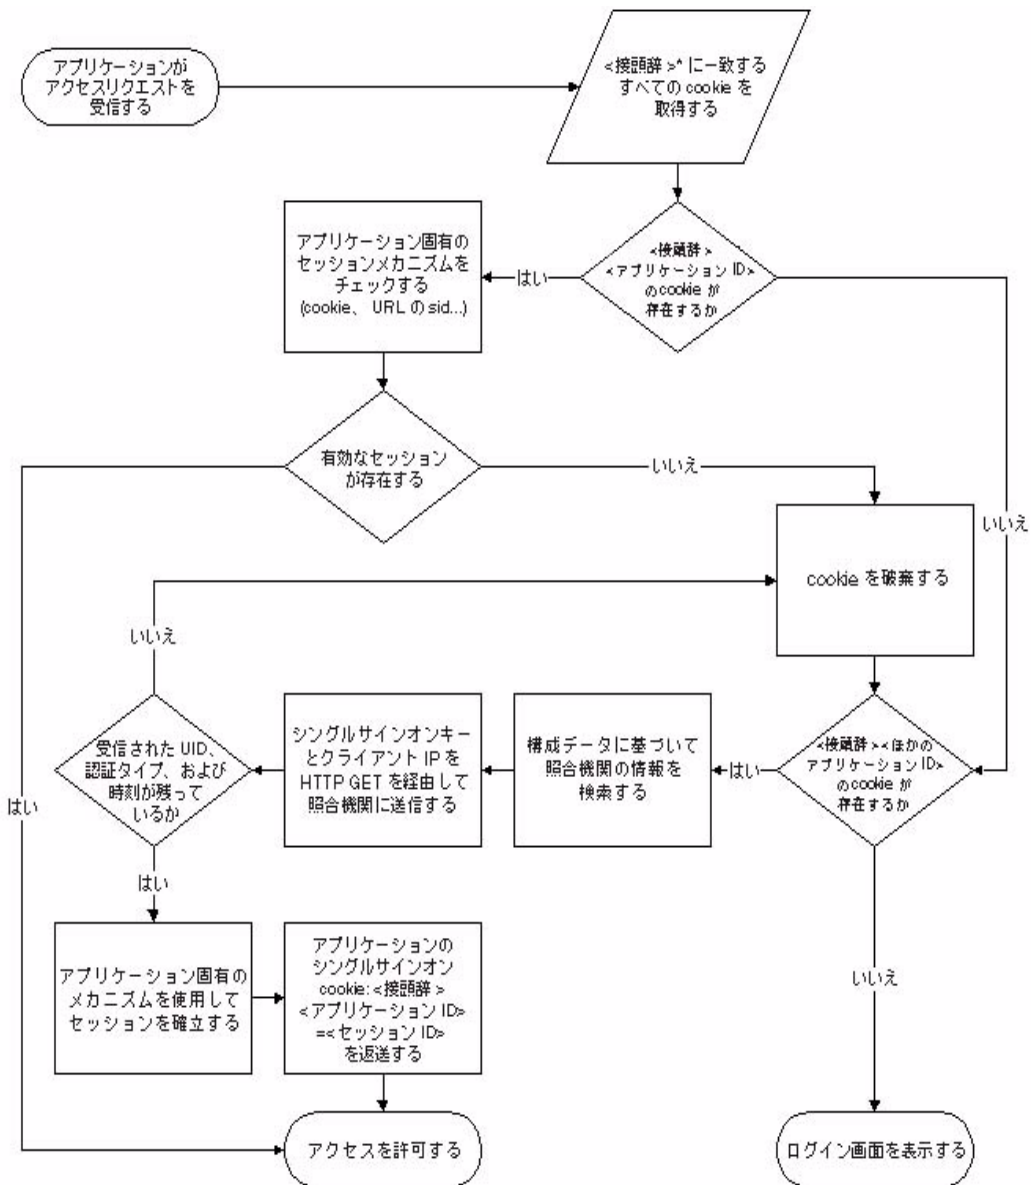 アプリケーションが
アクセスリクエストを
受信する
<接頭辞>* に一致する
すべての cookie を
取得する
<接頭辞>
<アプリケーション ID>
の cookie が
存在するか
はい
アプリケーション固有の
セッションメカニズムを
チェックする
(cookie、 URL の sid...)
有効なセッション
が存在する
いいえ
いいえ
cookie を破棄する
いいえ
<接頭辞><ほかの
アプリケーション ID>
の cookie が
存在するか
はい
構成データに基づいて
照合機関の情報を
検索する
シングルサインオンキー
とクライアント IP を
HTTP GET を経由して
照合機関に送信する
受信された UID、
認証タイプ、および
時刻が残って
いるか
はい
はい
アプリケーション固有の
メカニズムを使用して
セッションを確立する
アプリケーションの
シングルサインオン
cookie: <接頭辞>
<アプリケーション ID>
=<セッション ID>
を返送する
いいえ
アクセスを許可する
ログイン画面を表示する